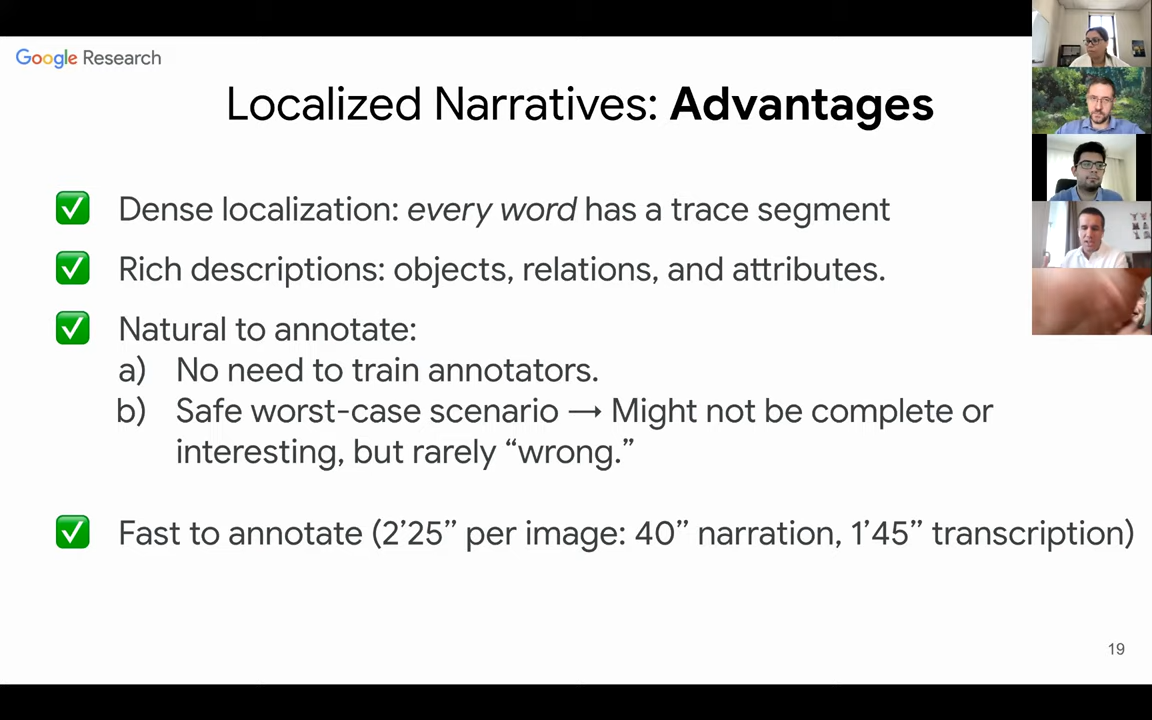 Google Research
Localized Narratives: Advantages
✅ Dense localization: every word has a trace segment
✅ Rich descriptions: objects, relations, and attributes.
✅ Natural to annotate:
a) No need to train annotators.
b) Safe worst-case scenario → Might not be complete or
interesting, but rarely “wrong.”
✅ Fast to annotate (2’25” per image: 40” narration, 1’45” transcription)
19